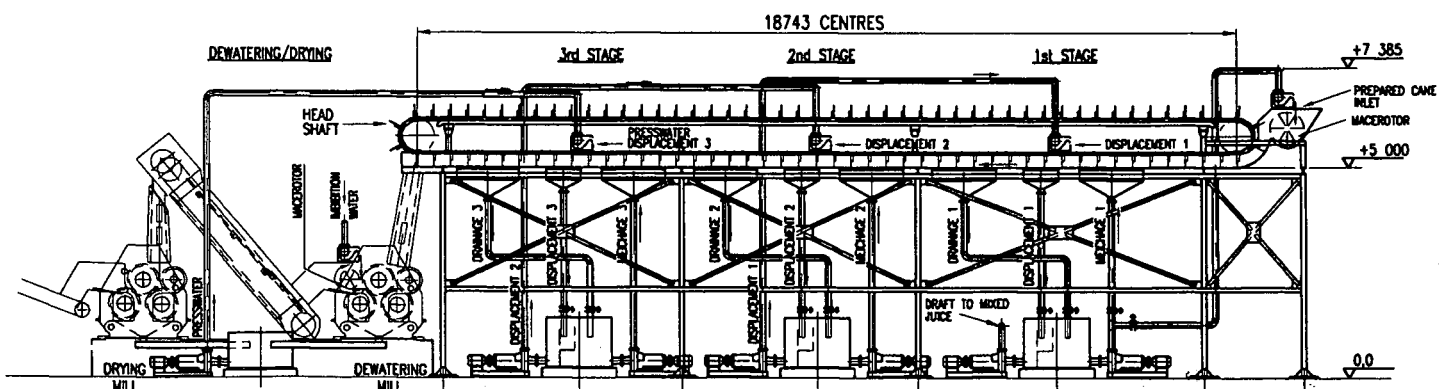 18743 CENTRES
DEWATERING/DRYING
3rd STAGE
2nd STAGE
1st STAGE
+7 385
PREPARED CANE
INLET
MACEROTOR
HEAD
SHAFT
PRESSWATER
DISPLACEMENT 3
DISPLACEMENT 2
DISPLACEMENT 1
+5 000
MACEROTOR
IMBIBITION
WATER
DRAINAGE 3
DISPLACEMENT 3
MEICHAGE 3
DRAINAGE 2
DISPLACEMENT 2
MEICHAGE 2
DRAINAGE 1
DISPLACEMENT 1
MEICHAGE 1
PRESSWATER
DISPLACEMENT 2
DISPLACEMENT 1
DRAFT TO MIXED
JUICE
0,0
DRYING
MILL
DEWATERING
MILL